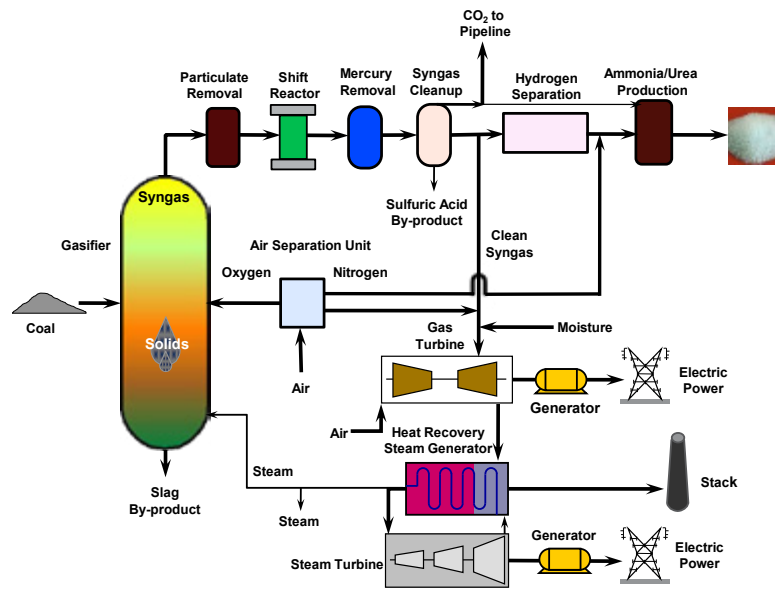 CO₂ to
Pipeline
Particulate
Removal
Shift
Reactor
Mercury
Removal
Syngas
Cleanup
Hydrogen
Separation
Ammonia/Urea
Production
Syngas
Sulfuric Acid
By-product
Gasifier
Air Separation Unit
Clean
Syngas
Oxygen
Nitrogen
Coal
Solids
Gas
Turbine
Moisture
Air
Electric
Power
Generator
Air
Heat Recovery
Steam Generator
Steam
Stack
Slag
By-product
Steam
Generator
Steam Turbine
Electric
Power